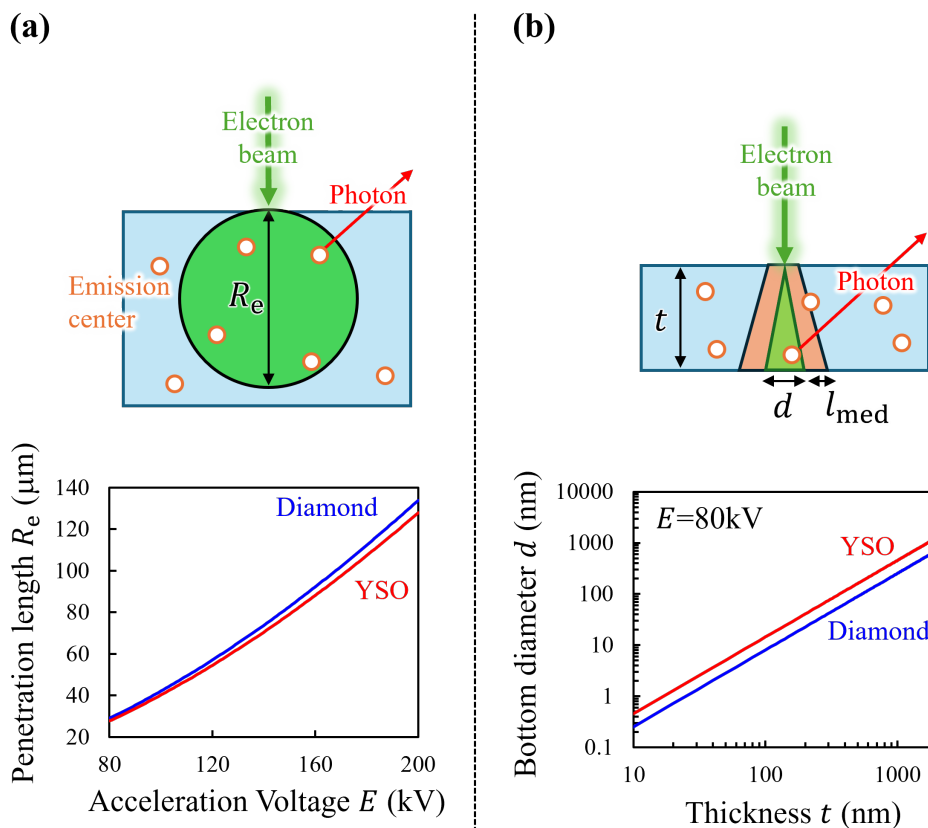 (a)
Electron
beam
Photon
Emission
center
Rₑ
Penetration length Rₑ (μm)
140
120
100
80
60
40
20
Diamond
YSO
80
120
160
200
Acceleration Voltage E (kV)
(b)
Electron
beam
Photon
t
d
l_med
Bottom diameter d (nm)
10000
1000
100
10
1
0.1
E=80kV
YSO
Diamond
10
100
1000
Thickness t (nm)